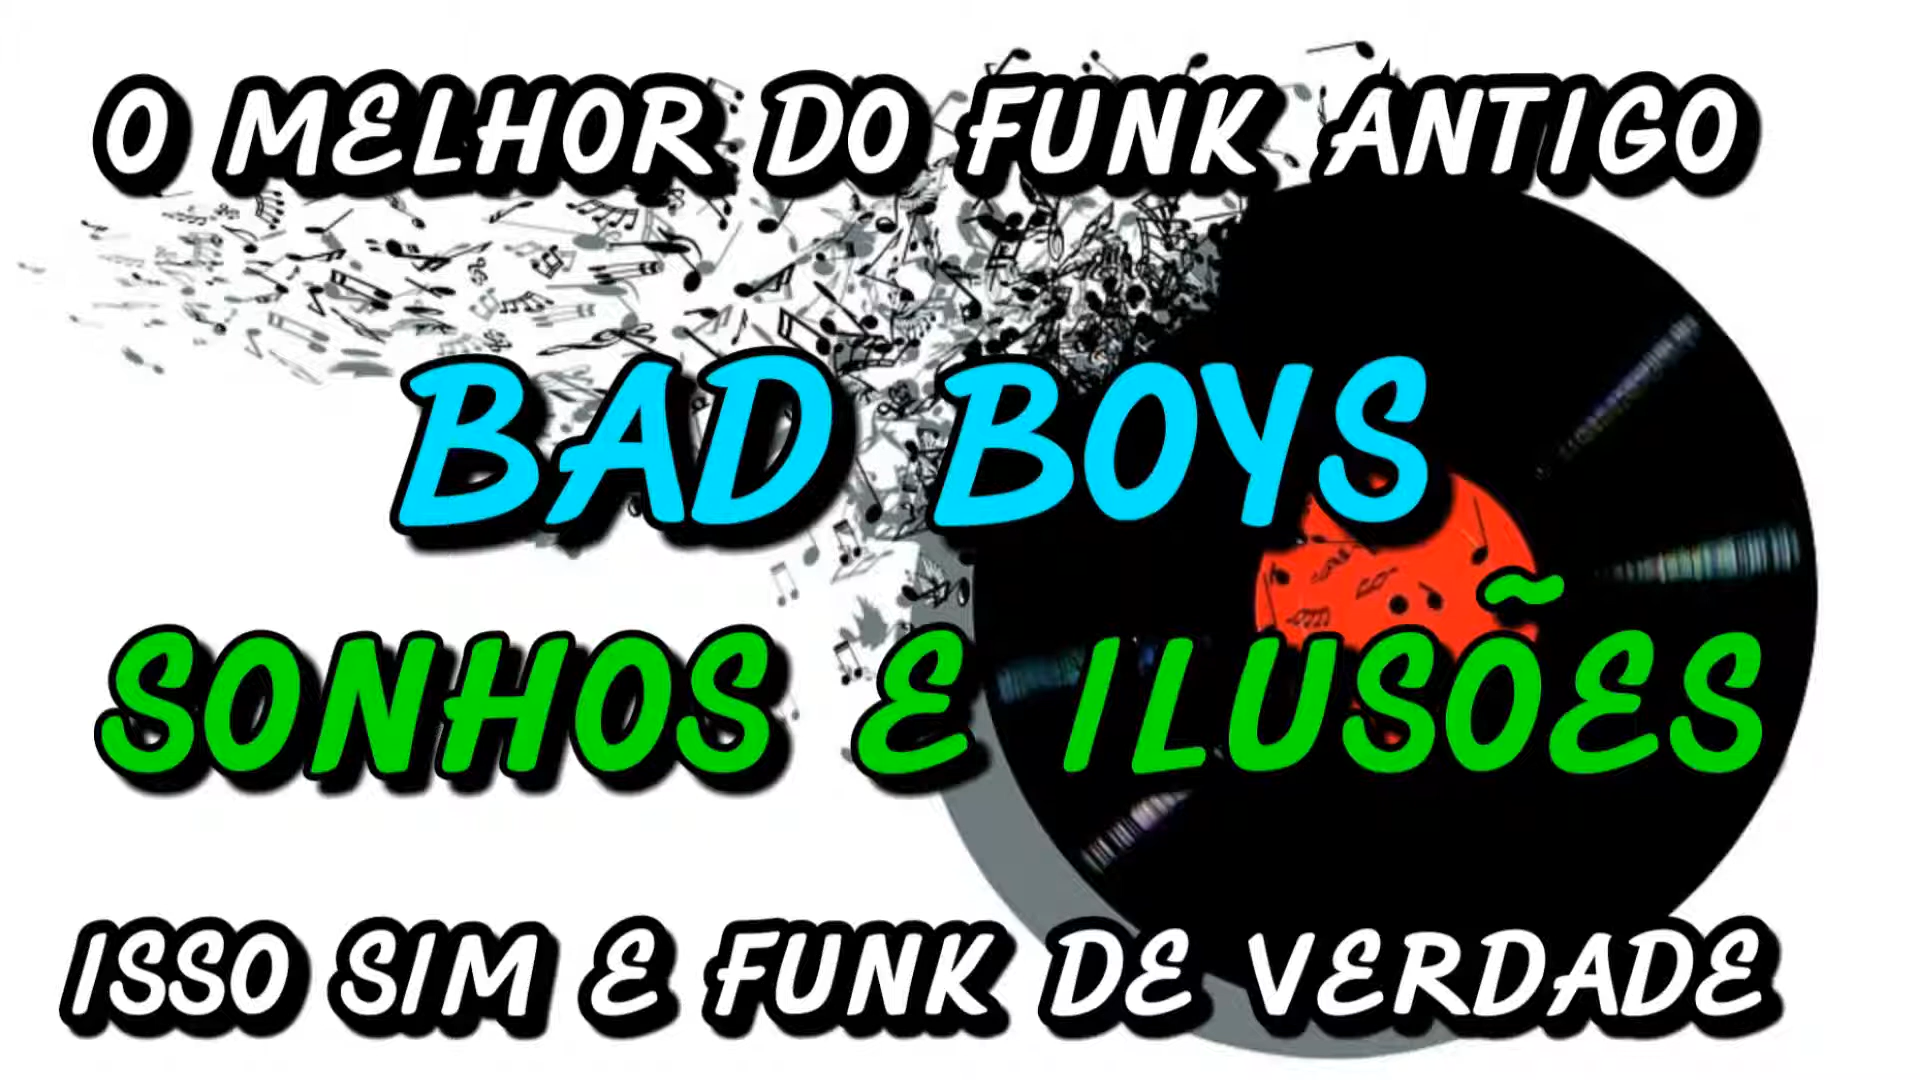 O MELHOR DO FUNK ANTIGO
BAD BOYS
SONHOS E ILUSÕES
ISSO SIM E FUNK DE VERDADE